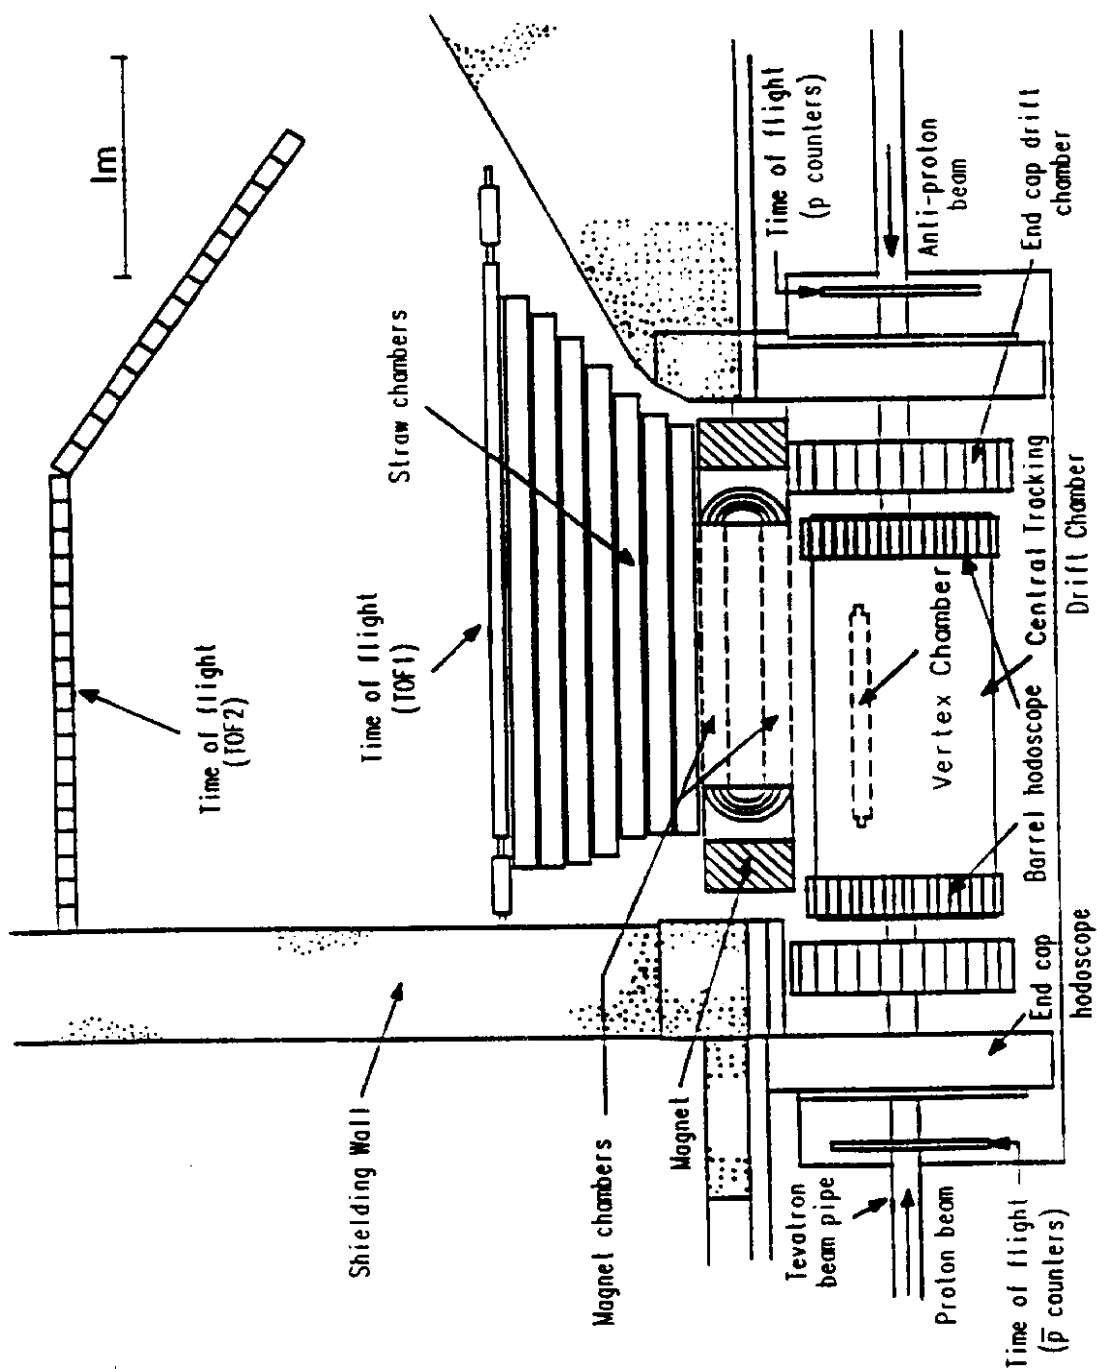 1m
Time of flight
(TOF2)
Time of flight
(TOF1)
Straw chambers
Shielding Wall
Magnet chambers
Magnet
Time of flight
(p counters)
Tevatron
beam pipe
Proton beam
Anti-proton
beam
Vertex Chamber
Time of flight
(p̅ counters)
End cap
hodoscope
Barrel hodoscope
Central Tracking
Drift Chamber
End cap drift
chamber